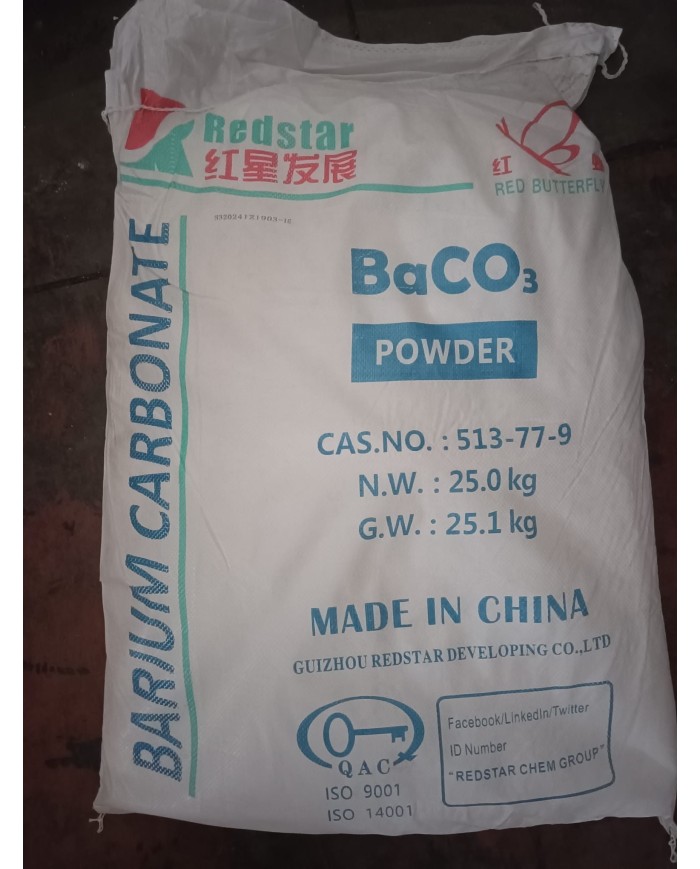 Redstar
红星发展
红
RED BUTTERFLY
BaCO₃
POWDER
CAS.NO. : 513-77-9
N.W. : 25.0 kg
G.W. : 25.1 kg
BARIUM CARBONATE
MADE IN CHINA
GUIZHOU REDSTAR DEVELOPING CO.,LTD
QAC
ISO 9001
ISO 14001
Facebook/LinkedIn/Twitter
ID Number
"REDSTAR CHEM GROUP"